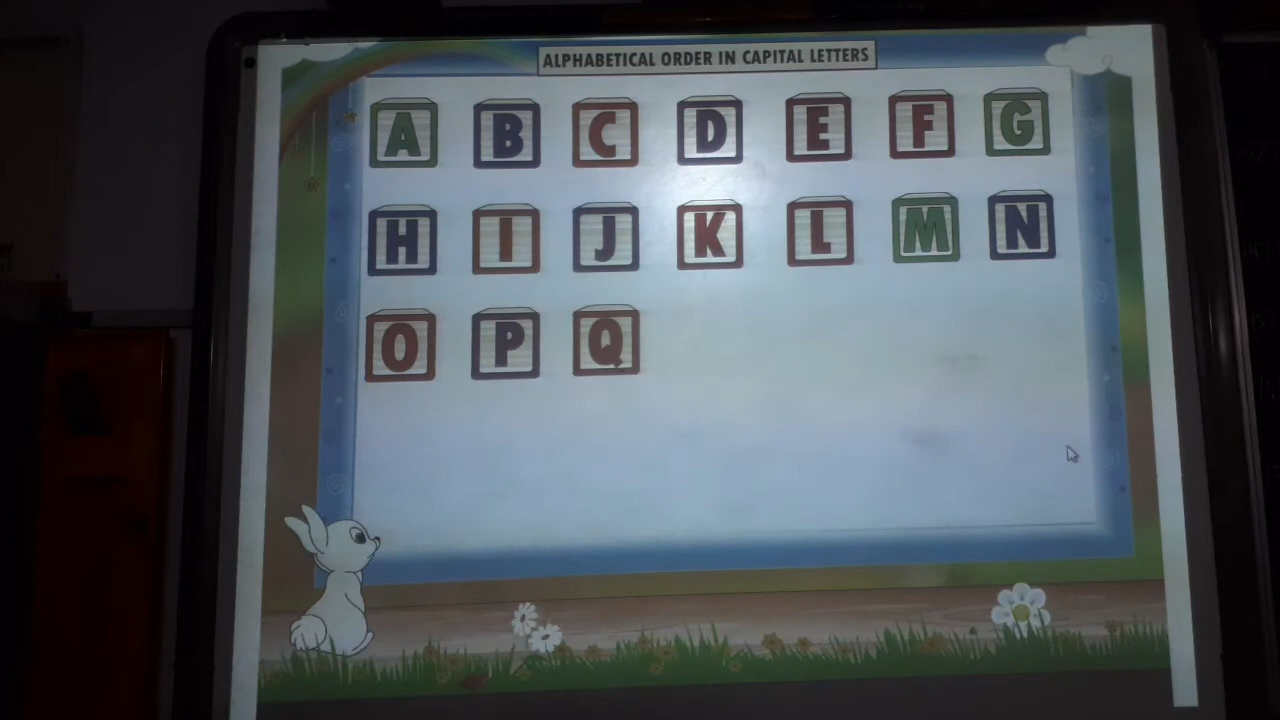 ALPHABETICAL ORDER IN CAPITAL LETTERS
A B C D E F G
H I J K L M N
O P Q